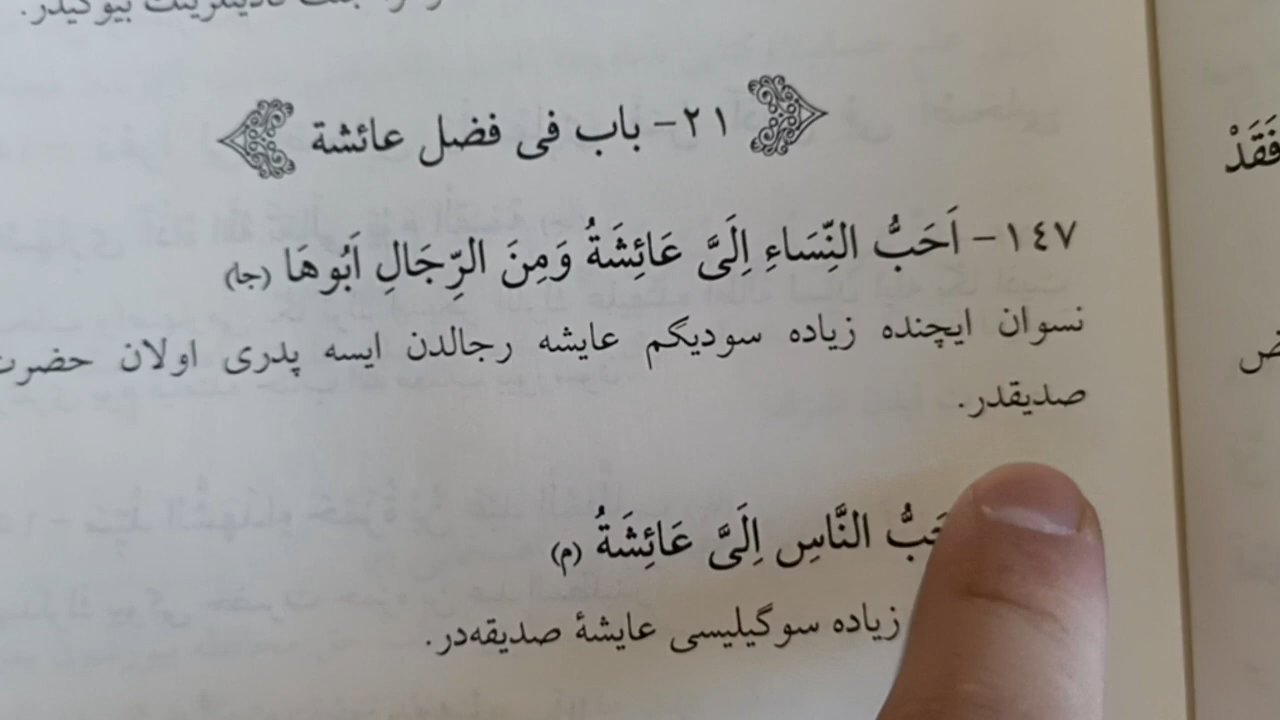 ٢١- باب فى فضل عائشة
١٤٧- اَحَبُّ النِّسَاءِ اِلَىَّ عَائِشَةُ وَمِنَ الرِّجَالِ اَبُوهَا (جا)
نسوان ایچنده زیاده سودیگم عایشه رجالدن ایسه پدری اولان حضرت
صدیقدر.
النَّاسِ اِلَىَّ عَائِشَةُ (م)
زیاده سوگیلیسی عایشۀ صدیقه‌در.
فَقَدْ